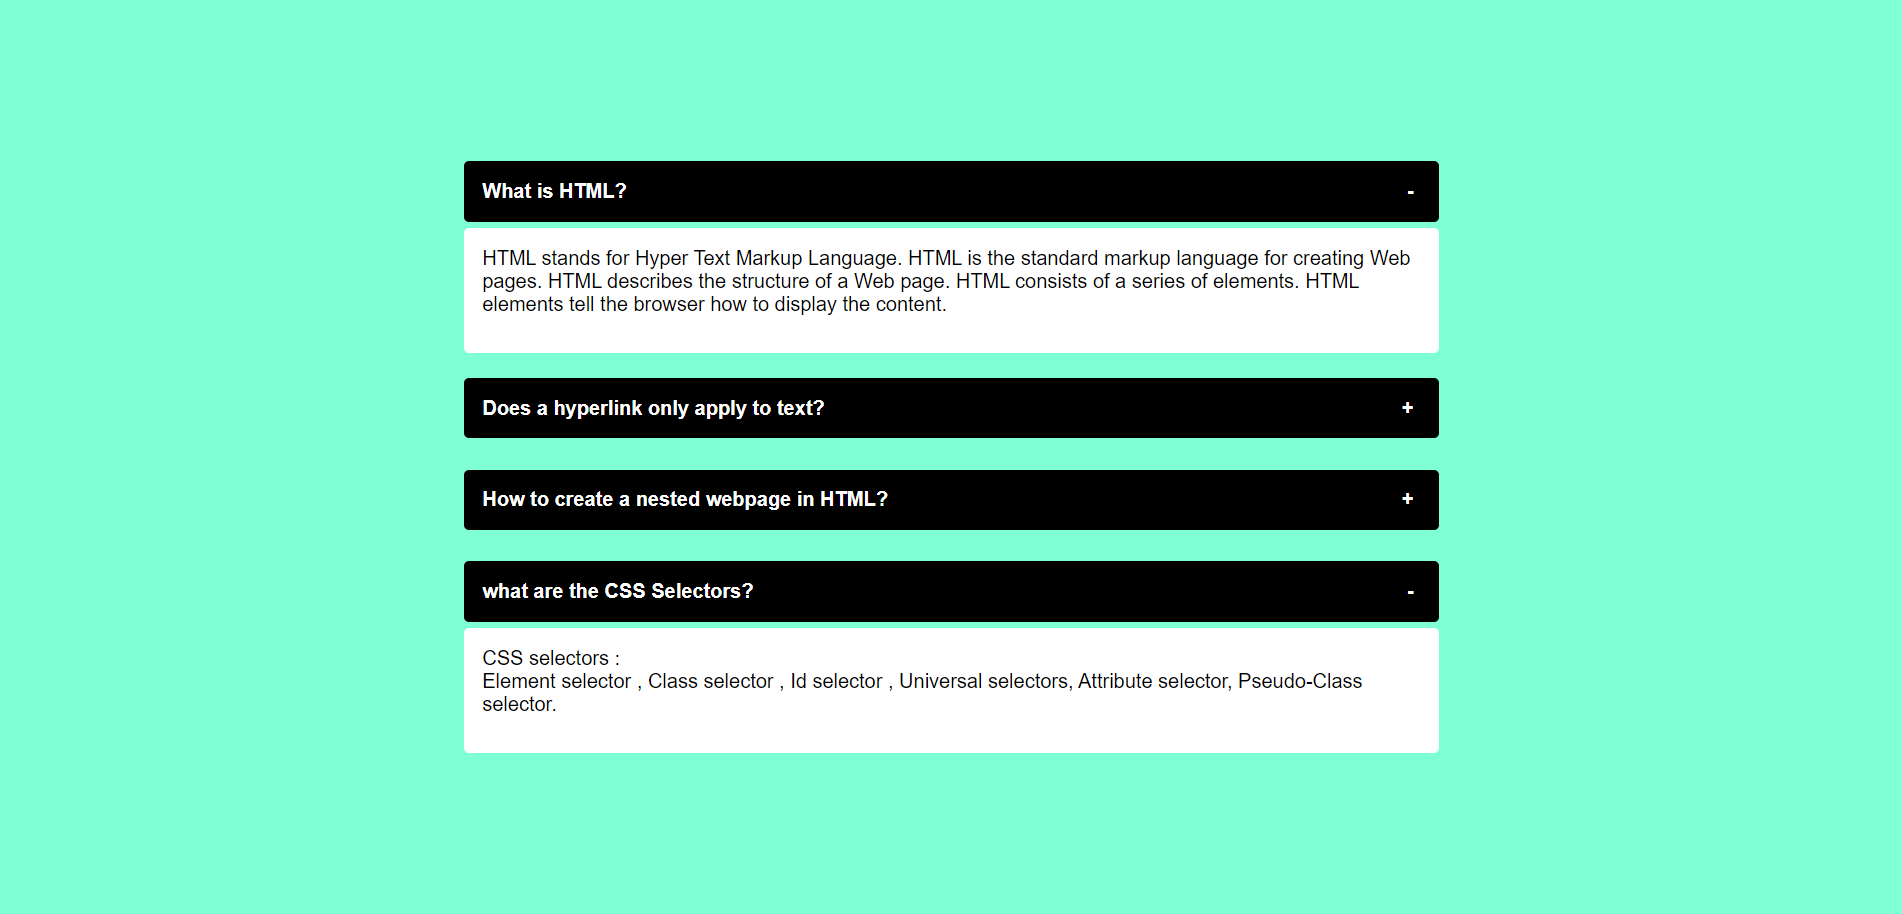 What is HTML? -
HTML stands for Hyper Text Markup Language. HTML is the standard markup language for creating Web
pages. HTML describes the structure of a Web page. HTML consists of a series of elements. HTML
elements tell the browser how to display the content.
Does a hyperlink only apply to text? +
How to create a nested webpage in HTML? +
what are the CSS Selectors? -
CSS selectors :
Element selector , Class selector , Id selector , Universal selectors, Attribute selector, Pseudo-Class
selector.